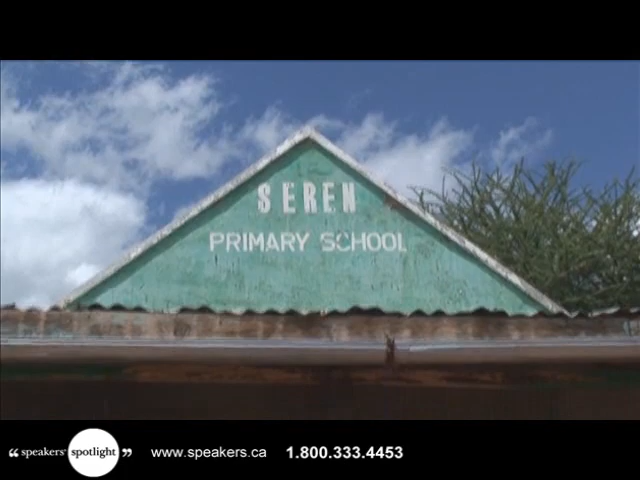 SEREN
PRIMARY SCHOOL
“speakers' spotlight” www.speakers.ca 1.800.333.4453